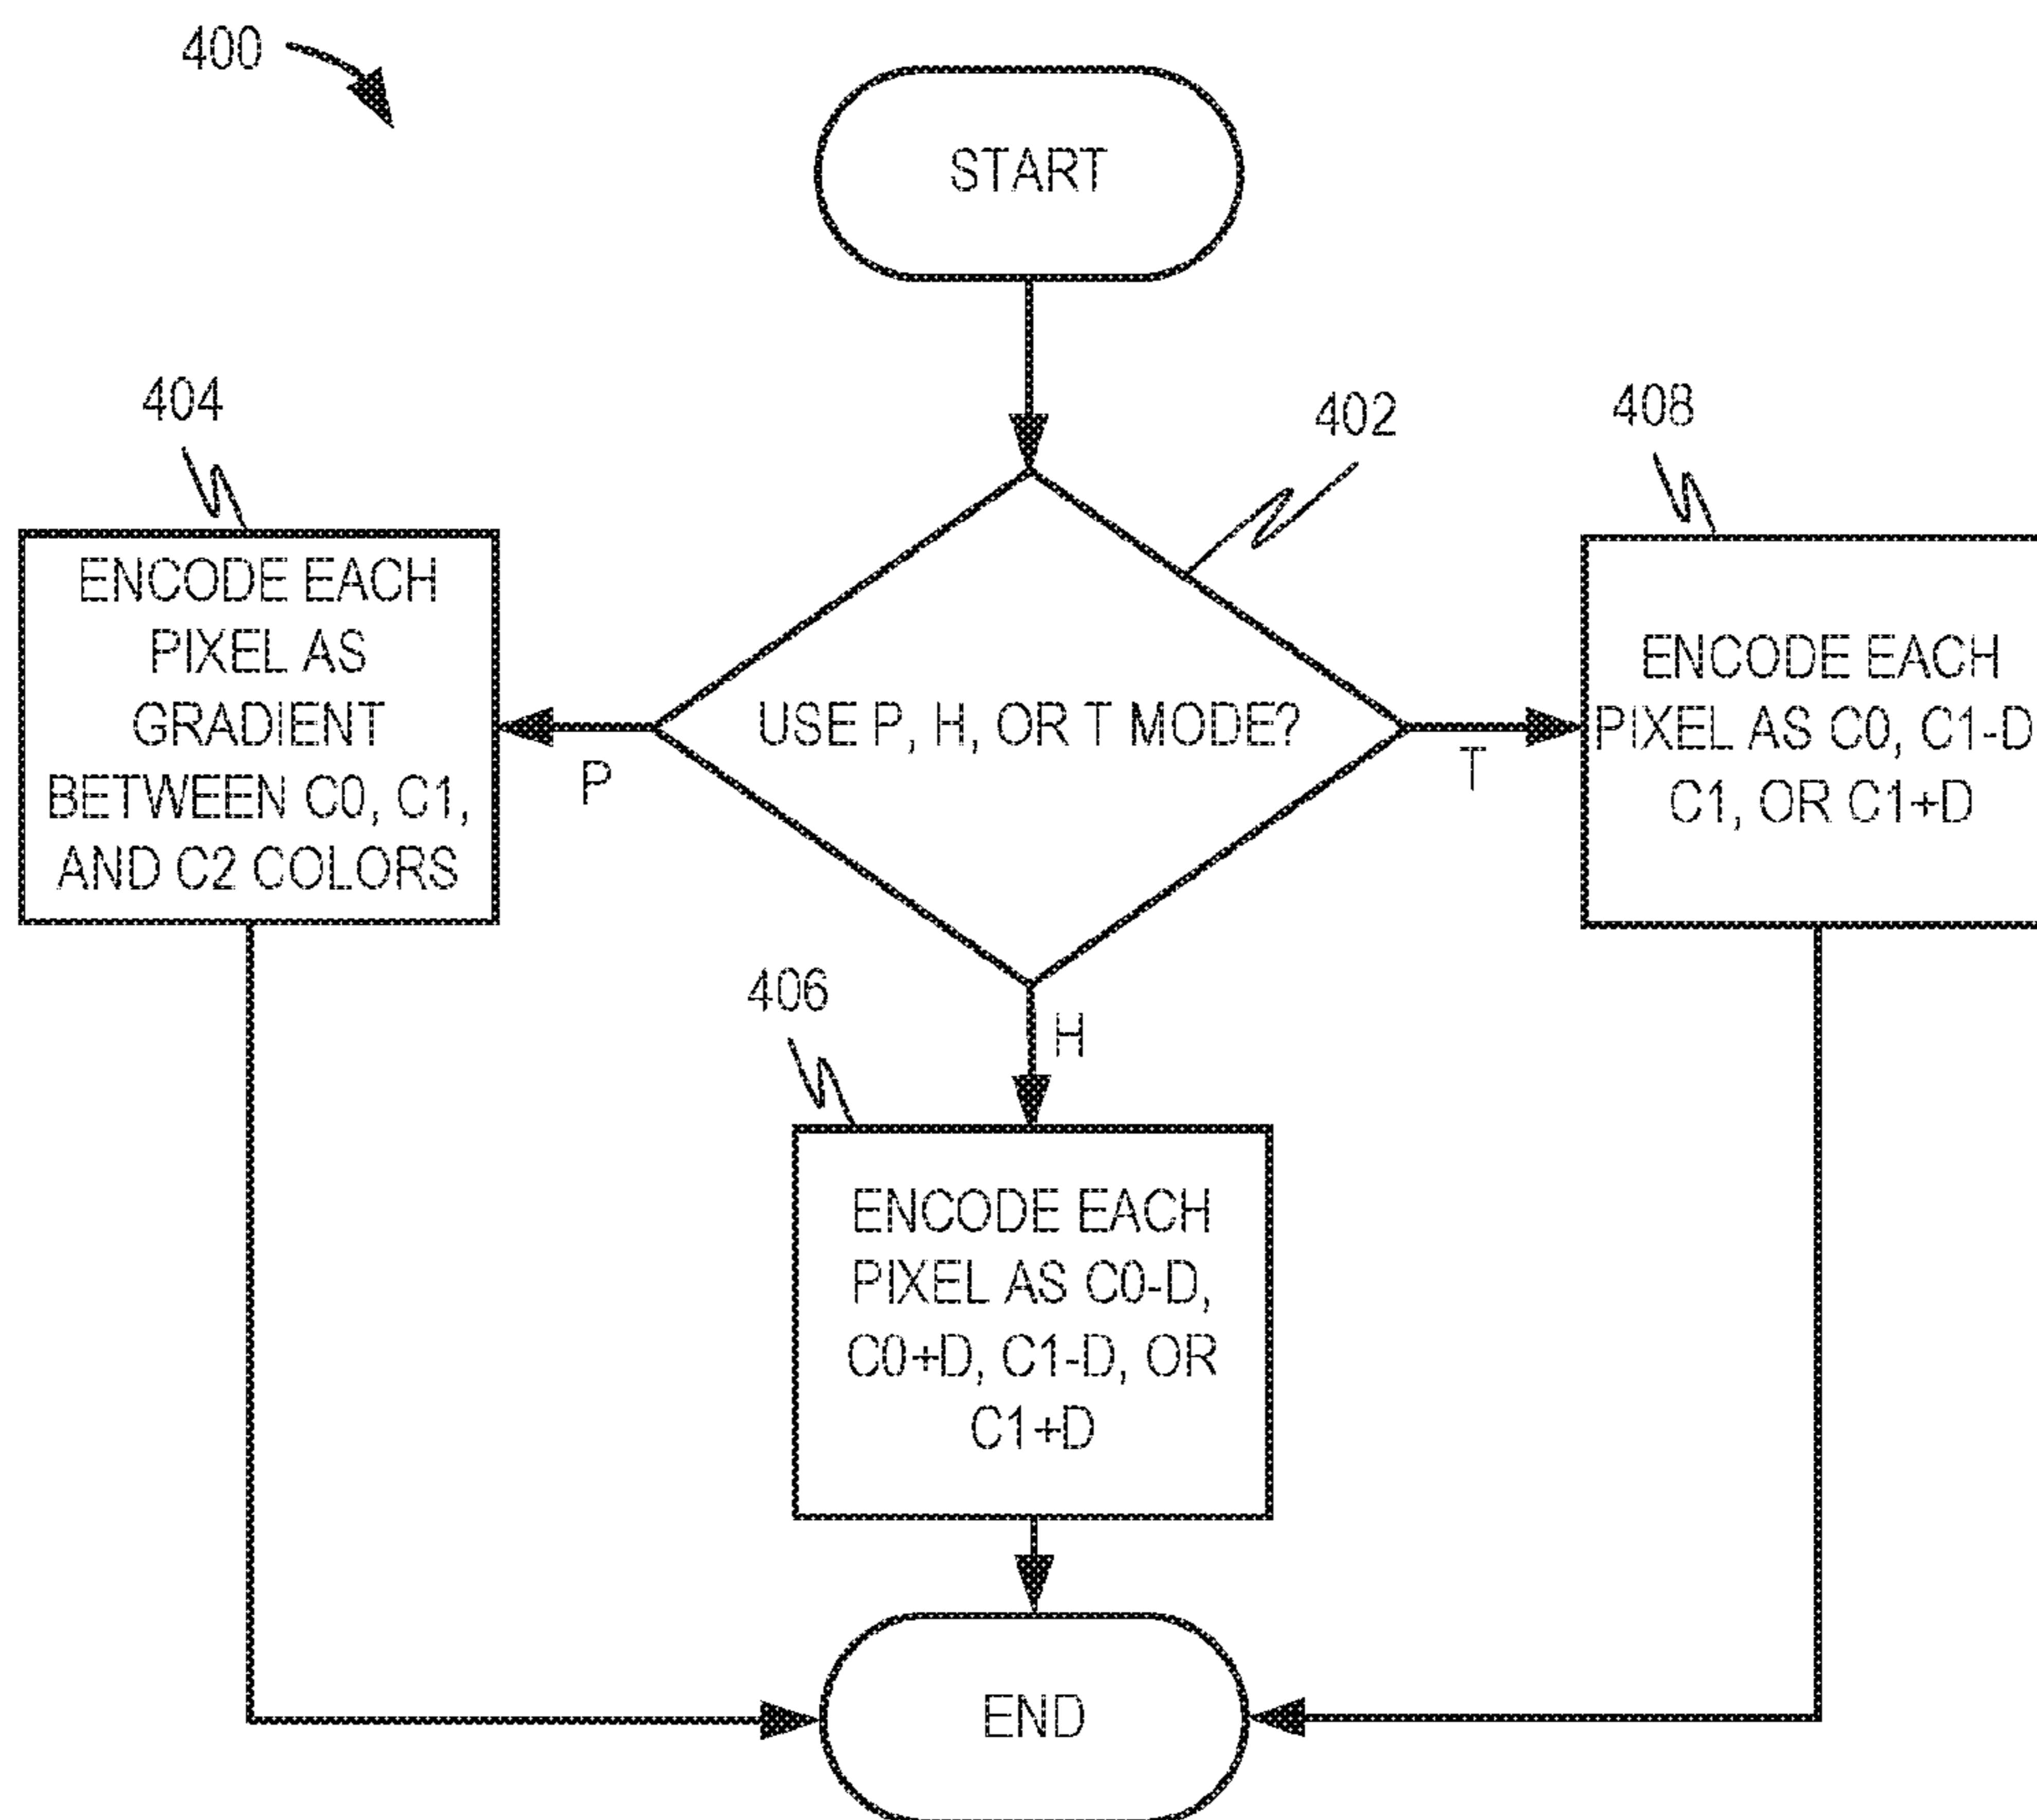 400
START
404
402
408
ENCODE EACH
PIXEL AS
GRADIENT
BETWEEN C0, C1,
AND C2 COLORS
USE P, H, OR T MODE?
ENCODE EACH
PIXEL AS C0, C1-D
C1, OR C1+D
P
T
406
H
ENCODE EACH
PIXEL AS C0-D,
C0+D, C1-D, OR
C1+D
END